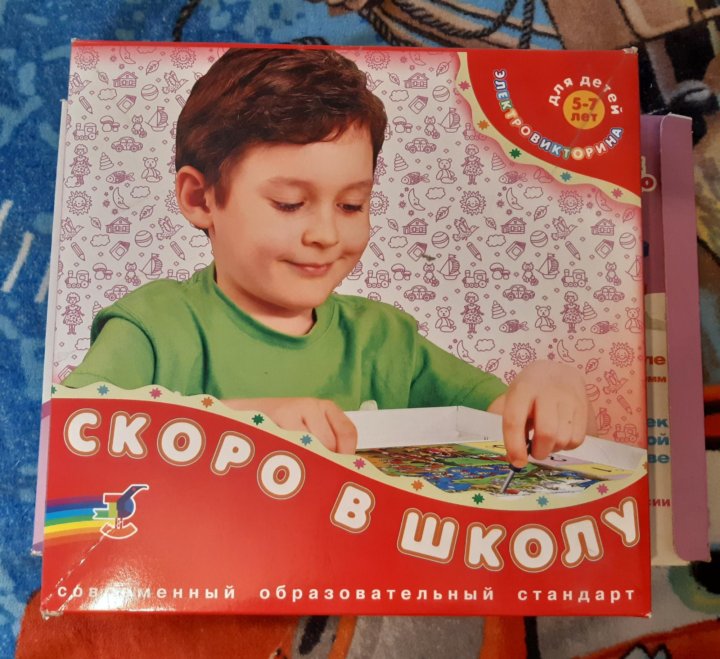 для детей
5-7
лет
ЭЛЕКТРОВИКТОРИНА
СКОРО В ШКОЛУ
современный образовательный стандарт